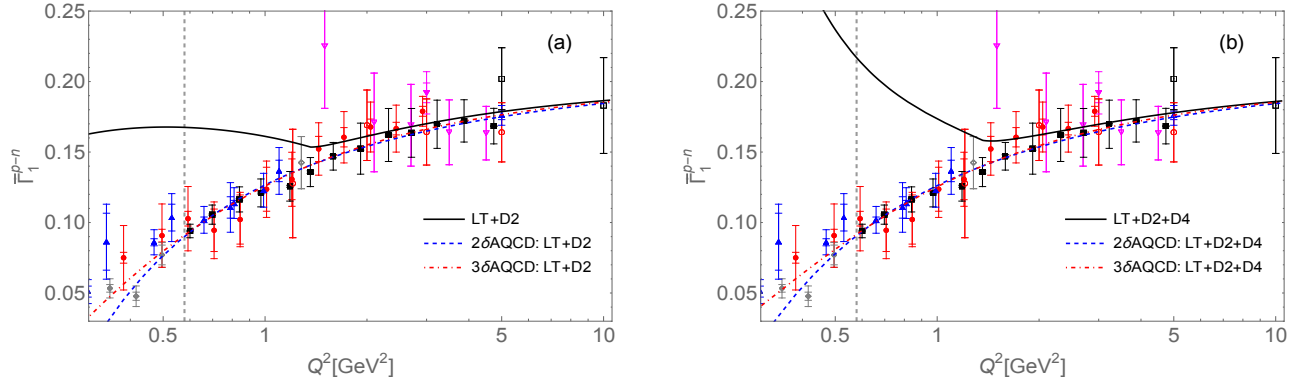 (a)
0.25
0.20
0.15
0.10
0.05
Γ̅₁ᵖ⁻ⁿ
LT+D2
2δAQCD: LT+D2
3δAQCD: LT+D2
0.5 1 5 10
Q²[GeV²]
(b)
0.25
0.20
0.15
0.10
0.05
Γ̅₁ᵖ⁻ⁿ
LT+D2+D4
2δAQCD: LT+D2+D4
3δAQCD: LT+D2+D4
0.5 1 5 10
Q²[GeV²]